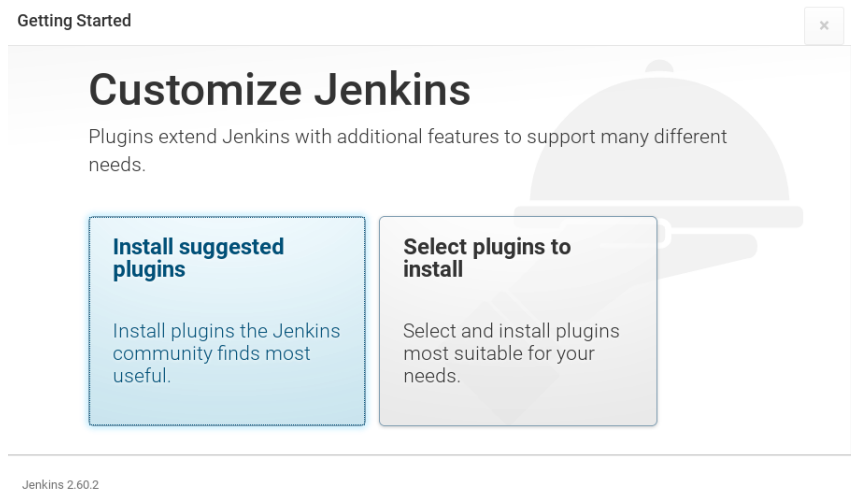 Getting Started
×
Customize Jenkins
Plugins extend Jenkins with additional features to support many different
needs.
Install suggested
plugins
Install plugins the Jenkins
community finds most
useful.
Select plugins to
install
Select and install plugins
most suitable for your
needs.
Jenkins 2.60.2